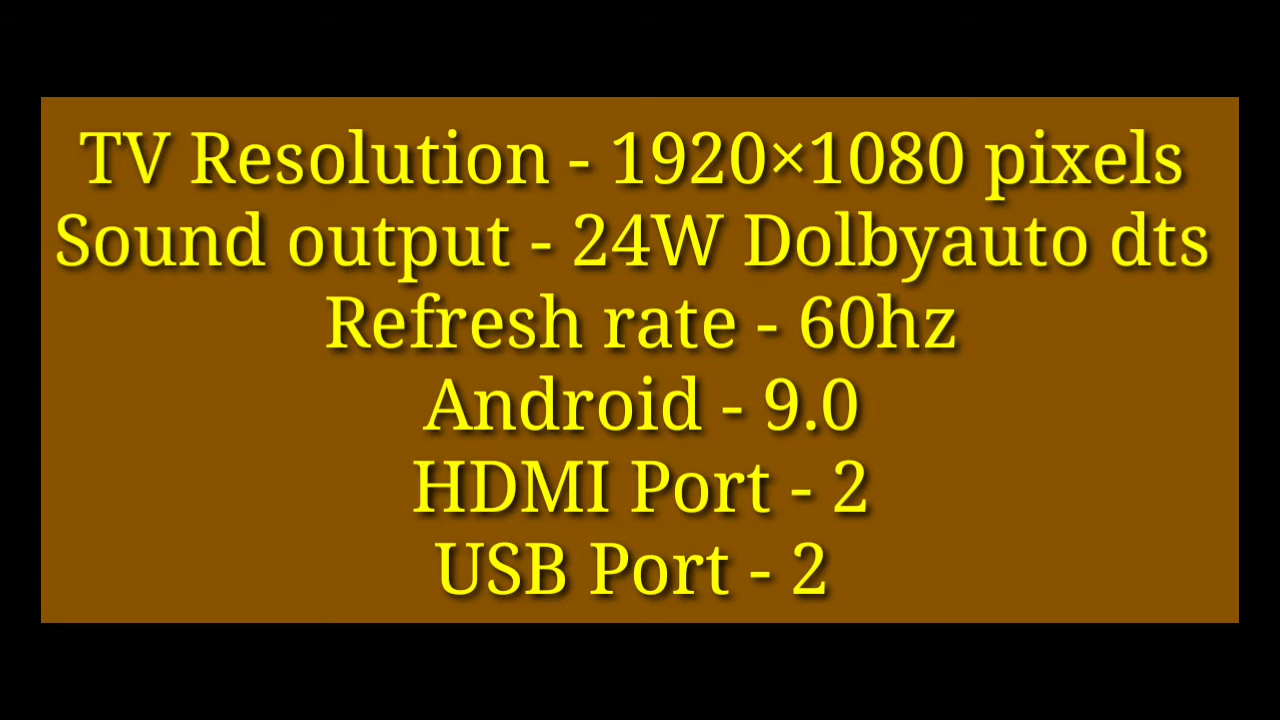 TV Resolution - 1920×1080 pixels
Sound output - 24W Dolbyauto dts
Refresh rate - 60hz
Android - 9.0
HDMI Port - 2
USB Port - 2